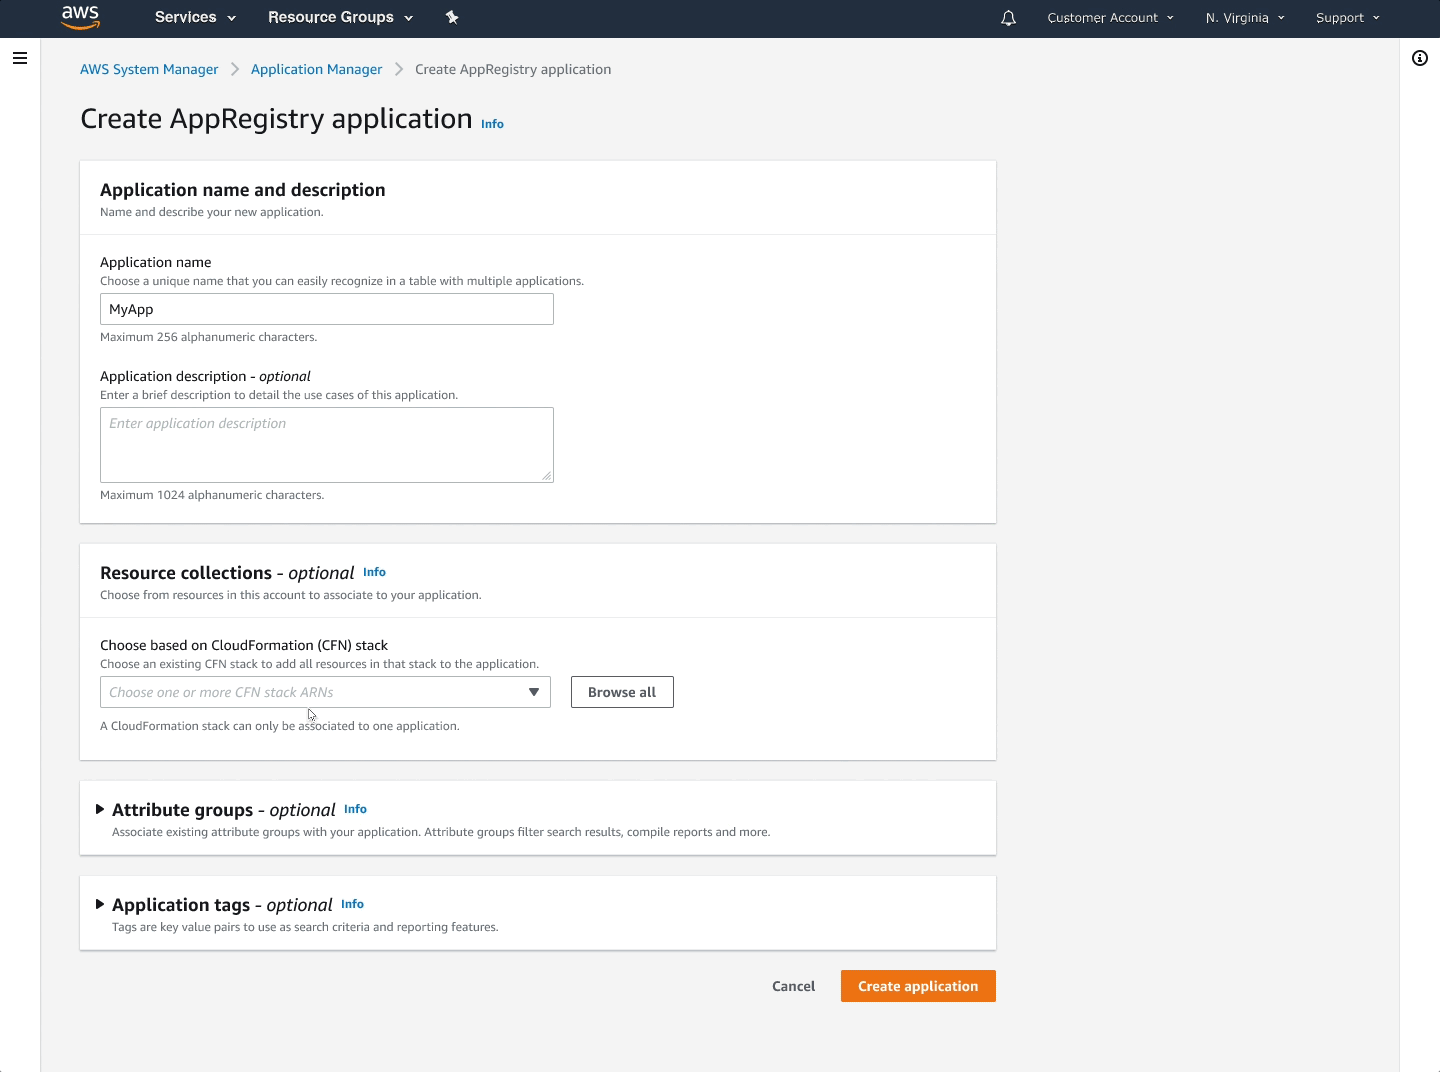 aws Services Resource Groups Customer Account N. Virginia Support
AWS System Manager Application Manager Create AppRegistry application
Create AppRegistry application Info
Application name and description
Name and describe your new application.
Application name
Choose a unique name that you can easily recognize in a table with multiple applications.
MyApp
Maximum 256 alphanumeric characters.
Application description - optional
Enter a brief description to detail the use cases of this application.
Enter application description
Maximum 1024 alphanumeric characters.
Resource collections - optional Info
Choose from resources in this account to associate to your application.
Choose based on CloudFormation (CFN) stack
Choose an existing CFN stack to add all resources in that stack to the application.
Choose one or more CFN stack ARNs Browse all
A CloudFormation stack can only be associated to one application.
Attribute groups - optional Info
Associate existing attribute groups with your application. Attribute groups filter search results, compile reports and more.
Application tags - optional Info
Tags are key value pairs to use as search criteria and reporting features.
Cancel Create application